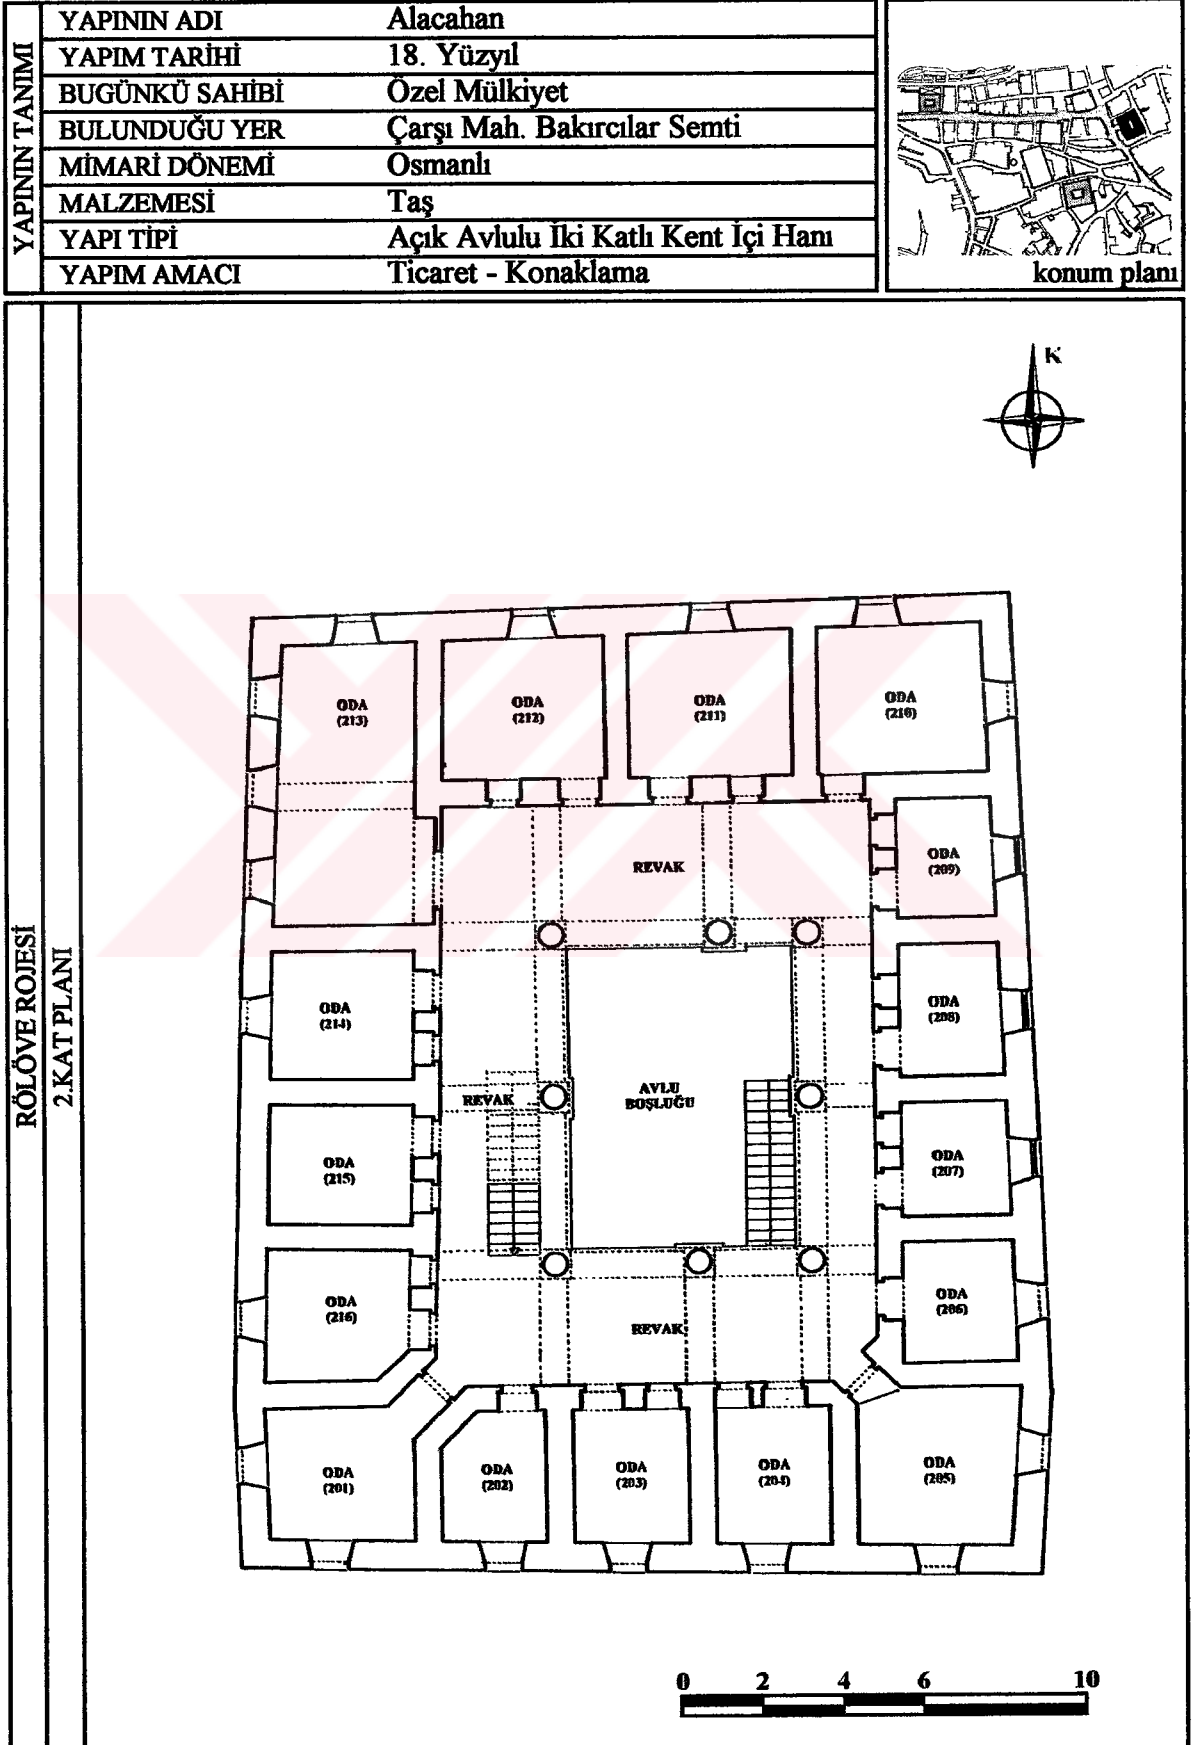 YAPININ TANIMI
YAPININ ADI Alacahan
YAPIM TARİHİ 18. Yüzyıl
BUGÜNKÜ SAHİBİ Özel Mülkiyet
BULUNDUĞU YER Çarşı Mah. Bakırcılar Semti
MİMARİ DÖNEMİ Osmanlı
MALZEMESİ Taş
YAPI TİPİ Açık Avlulu İki Katlı Kent İçi Hanı
YAPIM AMACI Ticaret - Konaklama
konum planı
RÖLÖVE ROJESİ
2.KAT PLANI
K
ODA
(213)
ODA
(212)
ODA
(211)
ODA
(210)
REVAK
ODA
(209)
ODA
(214)
ODA
(208)
REVAK
AVLU
BOŞLUĞU
ODA
(215)
ODA
(207)
ODA
(216)
ODA
(206)
REVAK
ODA
(201)
ODA
(202)
ODA
(203)
ODA
(204)
ODA
(205)
0 2 4 6 10